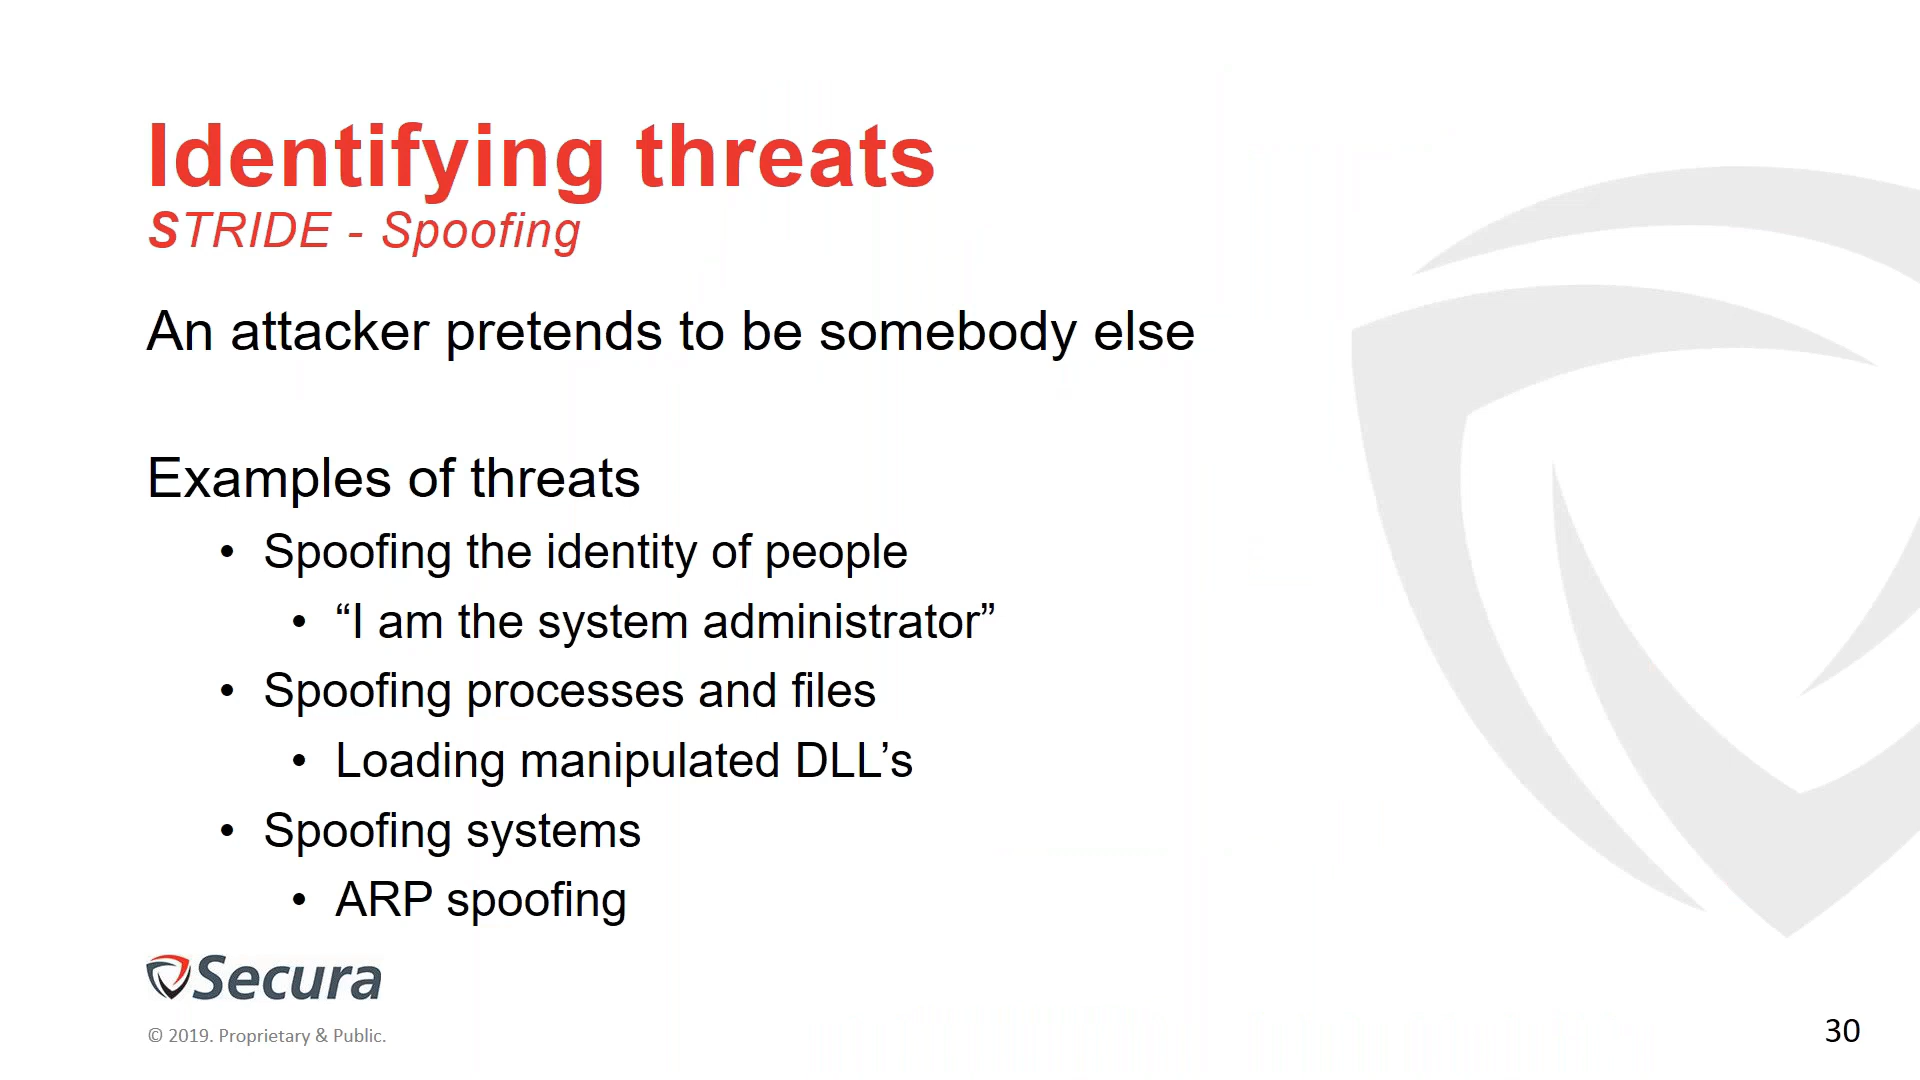 Identifying threats
STRIDE - Spoofing
An attacker pretends to be somebody else
Examples of threats
• Spoofing the identity of people
• “I am the system administrator”
• Spoofing processes and files
• Loading manipulated DLL’s
• Spoofing systems
• ARP spoofing
Secura
© 2019. Proprietary & Public.
30